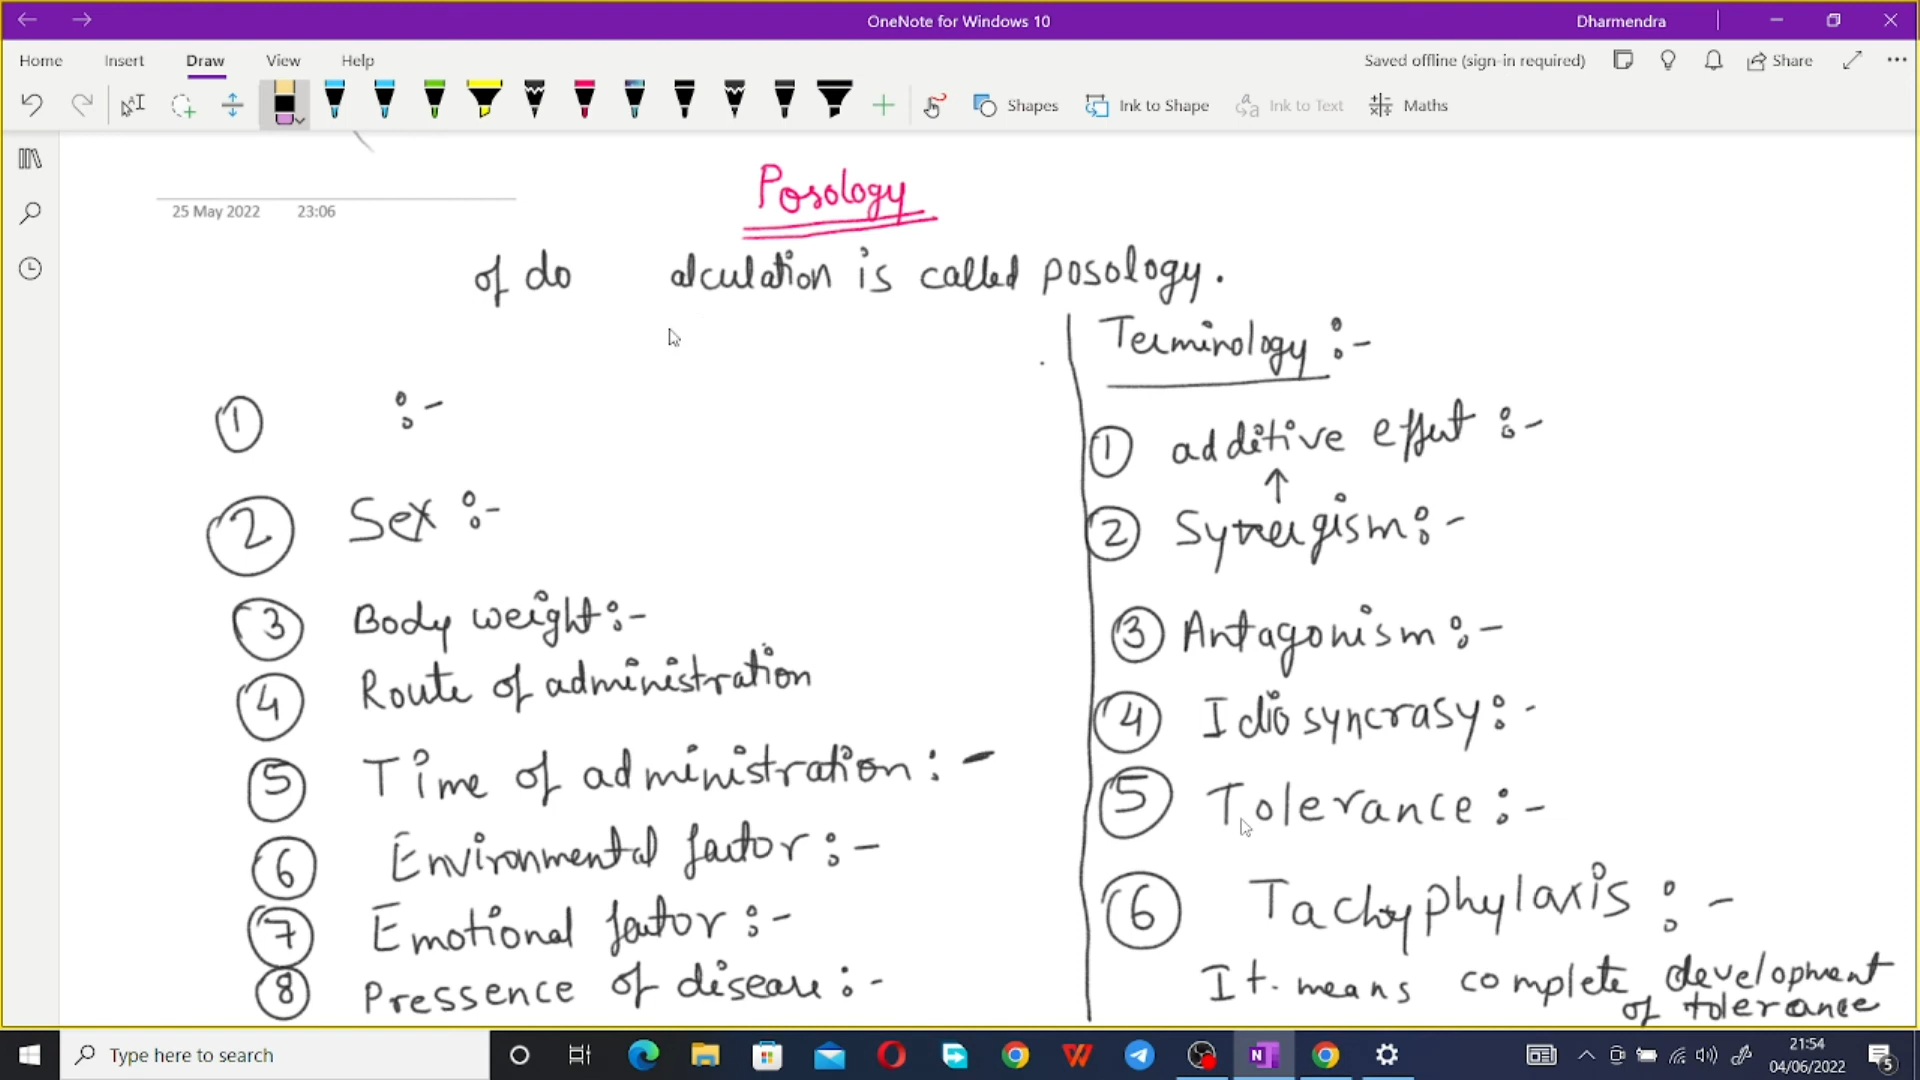 OneNote for Windows 10
Dharmendra
Home Insert Draw View Help
Saved offline (sign-in required)
Share
Shapes
Ink to Shape
Ink to Text
Maths
Posology
25 May 2022 23:06
of do alculation is called posology.
1 :-
2 Sex :-
3 Body weight :-
4 Route of administration
5 Time of administration : -
6 Environmental factor : -
7 Emotional factor : -
8 Pressence of disease : -
Terminology :-
1 additive effect :-
↑
2 Synergism :-
3 Antagonism :-
4 Idiosyncrasy :-
5 Tolerance :-
6 Tachyphylaxis : -
It. means complete development
of tolerance
Type here to search
21:54
04/06/2022
5